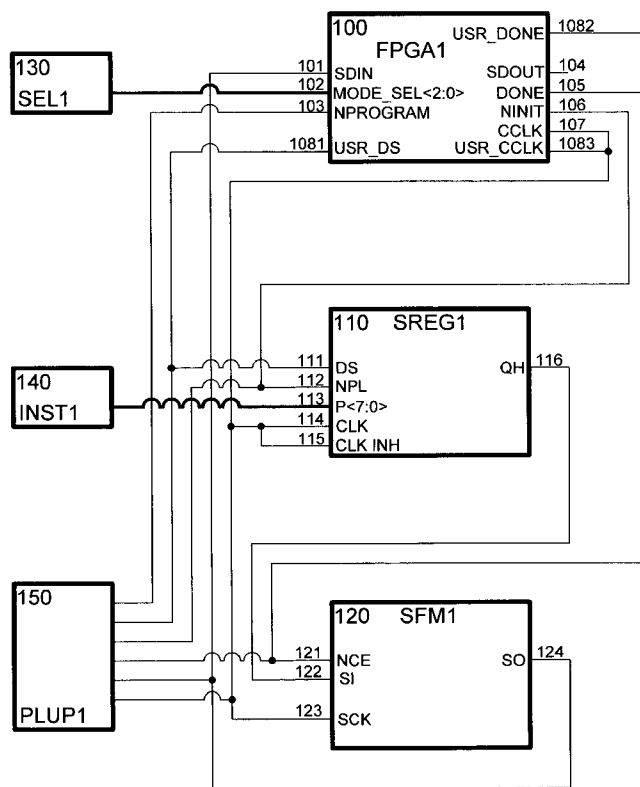 100
FPGA1
USR_DONE 1082
101 SDIN
SDOUT 104
130
SEL1
102 MODE_SEL<2:0>
DONE 105
103 NPROGRAM
NINIT 106
CCLK 107
1081 USR_DS
USR_CCLK 1083
110
SREG1
111 DS
QH 116
112 NPL
140
INST1
113 P<7:0>
114 CLK
115 CLK INH
150
PLUP1
120
SFM1
121 NCE
SO 124
122 SI
123 SCK